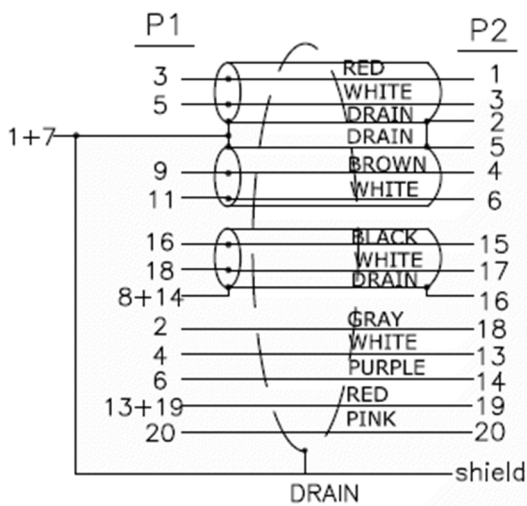 P1 P2
3 RED 1
5 WHITE 3
DRAIN 2
1+7 DRAIN 5
9 BROWN 4
11 WHITE 6
16 BLACK 15
18 WHITE 17
8+14 DRAIN 16
2 GRAY 18
4 WHITE 13
6 PURPLE 14
13+19 RED 19
20 PINK 20
shield
DRAIN